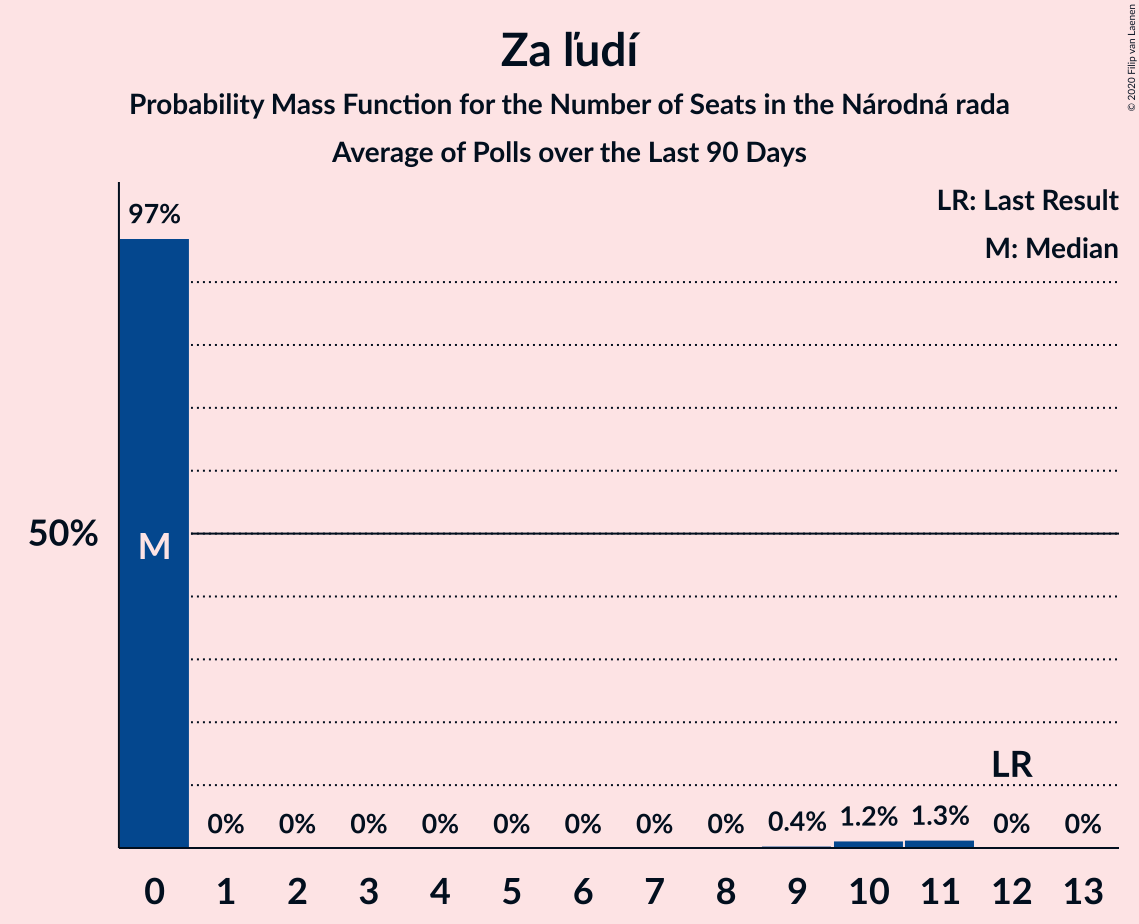 Za ľudí
Probability Mass Function for the Number of Seats in the Národná rada
Average of Polls over the Last 90 Days
© 2020 Filip van Laenen
LR: Last Result
M: Median
97%
50%
M
LR
0% 0% 0% 0% 0% 0% 0% 0% 0.4% 1.2% 1.3% 0% 0%
0 1 2 3 4 5 6 7 8 9 10 11 12 13